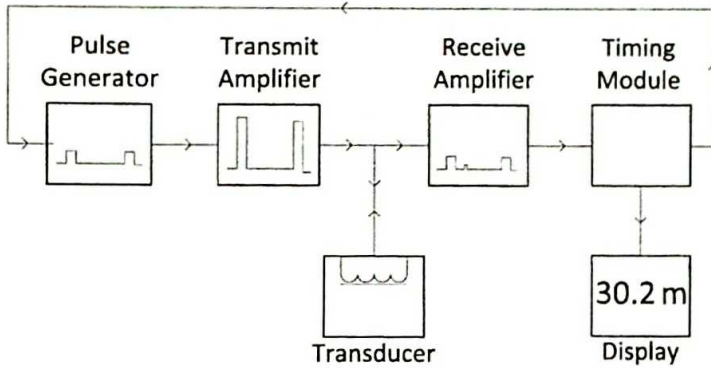 Pulse
Generator
Transmit
Amplifier
Receive
Amplifier
Timing
Module
Transducer
30.2 m
Display